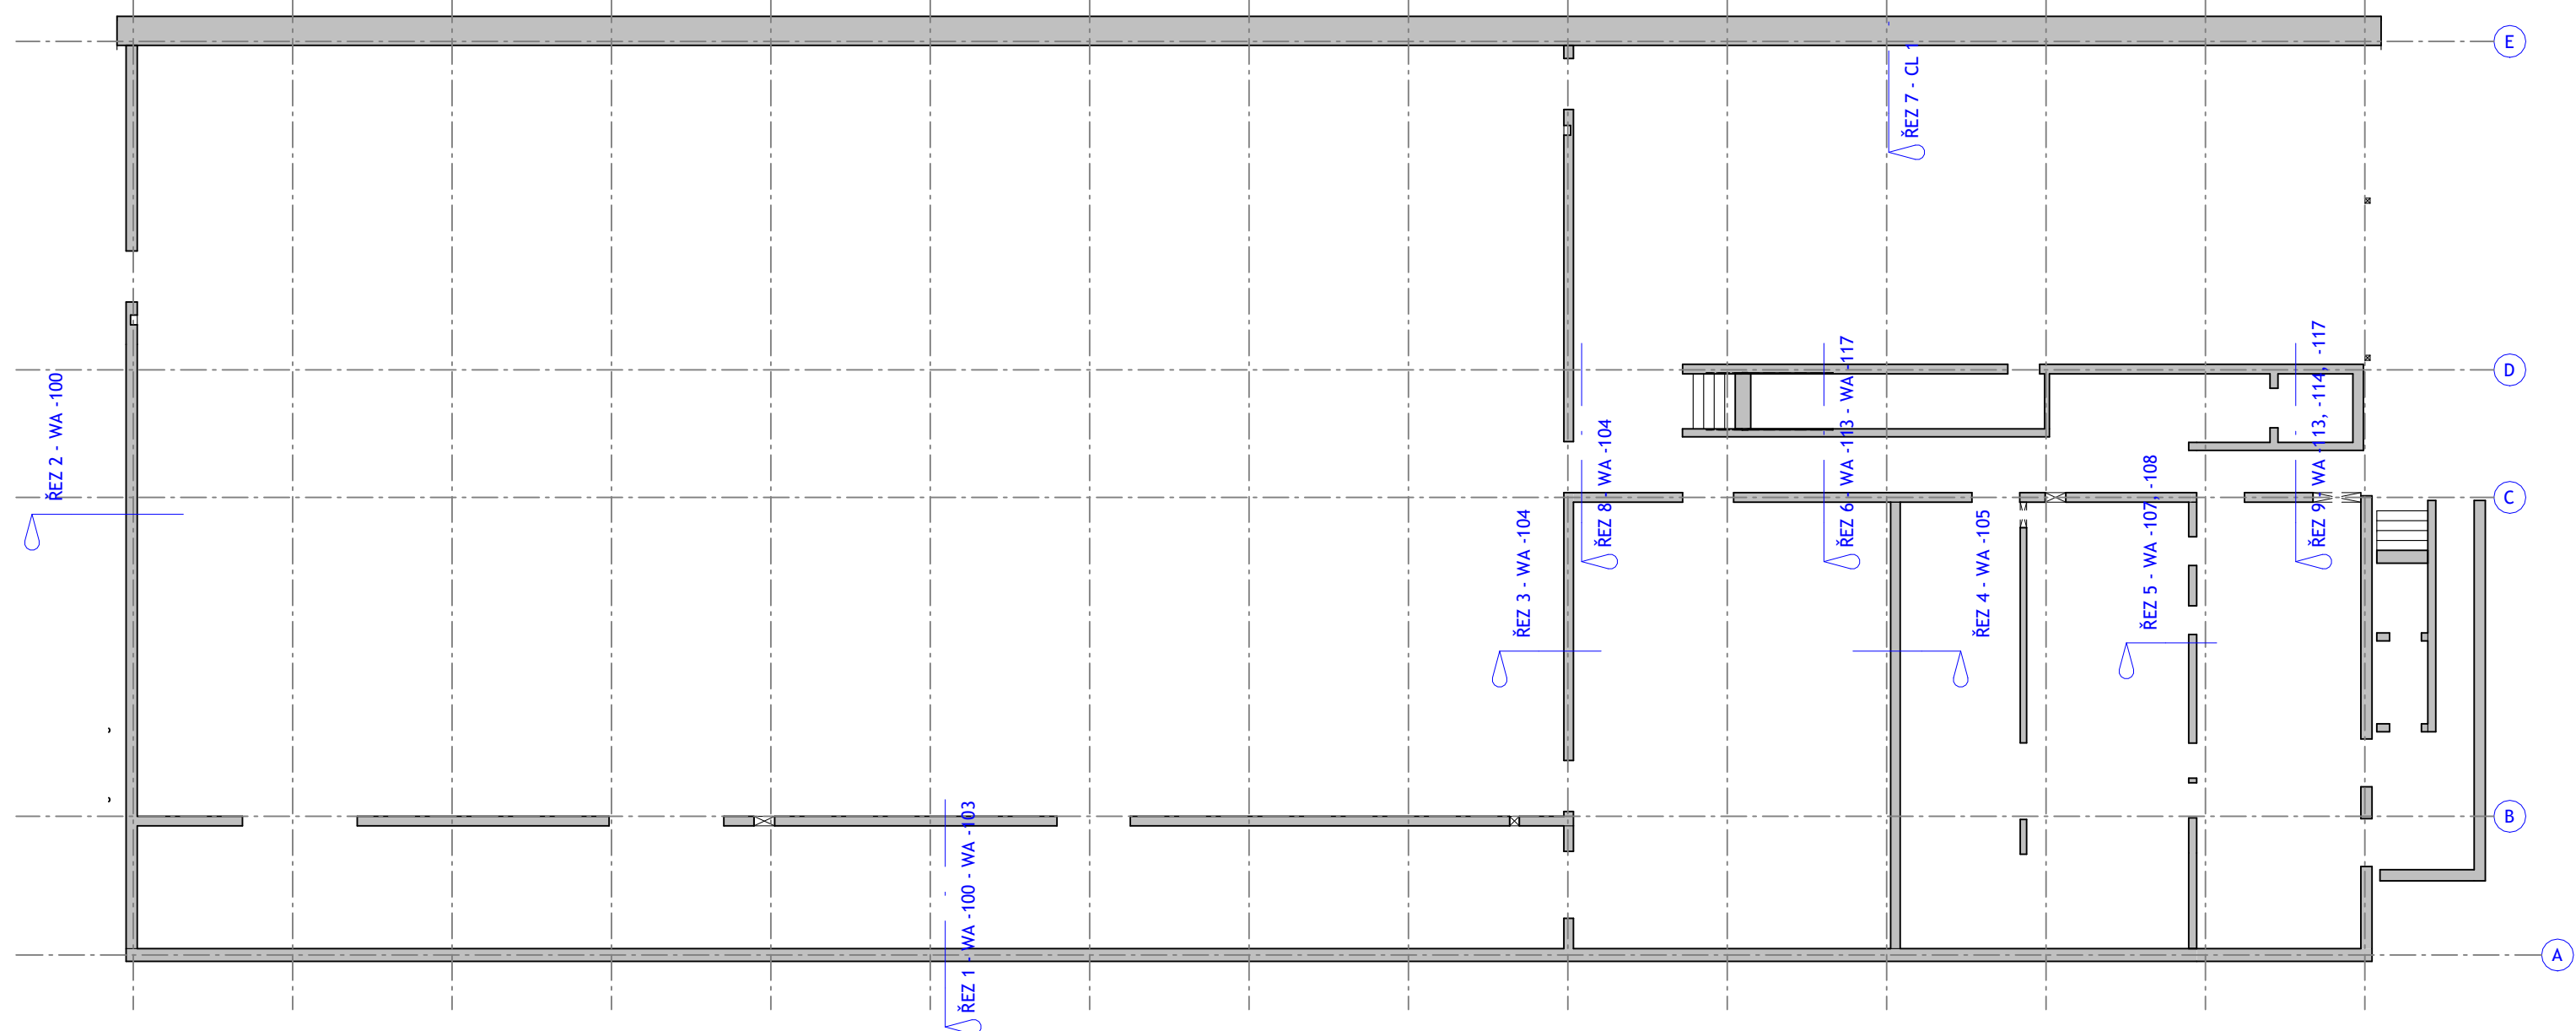 E
ŘEZ 7 - CL 1
D
ŘEZ 2 - WA -100
ŘEZ 6 - WA -113 - WA -117
ŘEZ 9 - WA -113, -114, -117
ŘEZ 8 - WA -104
C
ŘEZ 3 - WA -104
ŘEZ 4 - WA -105
ŘEZ 5 - WA -107, -108
B
ŘEZ 1 - WA -100 - WA -103
A